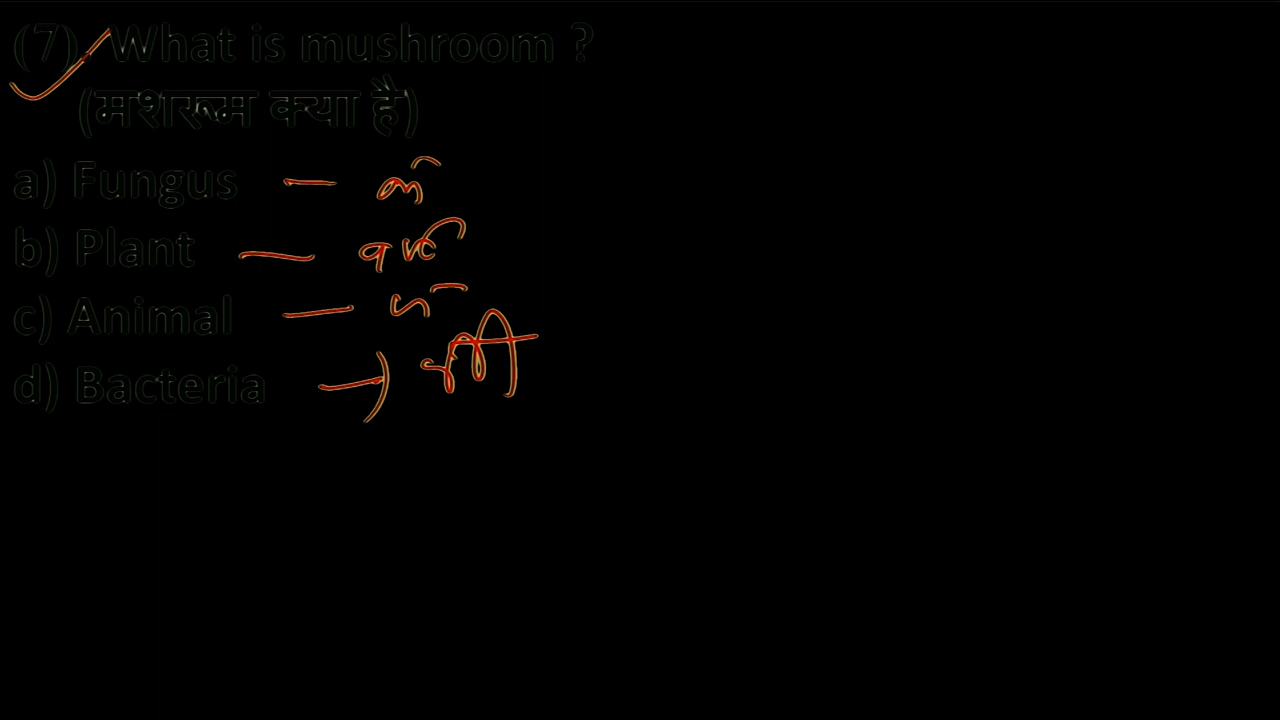 (7) What is mushroom ?
(मशरूम क्या है)
a) Fungus –
b) Plant —
c) Animal —
d) Bacteria →